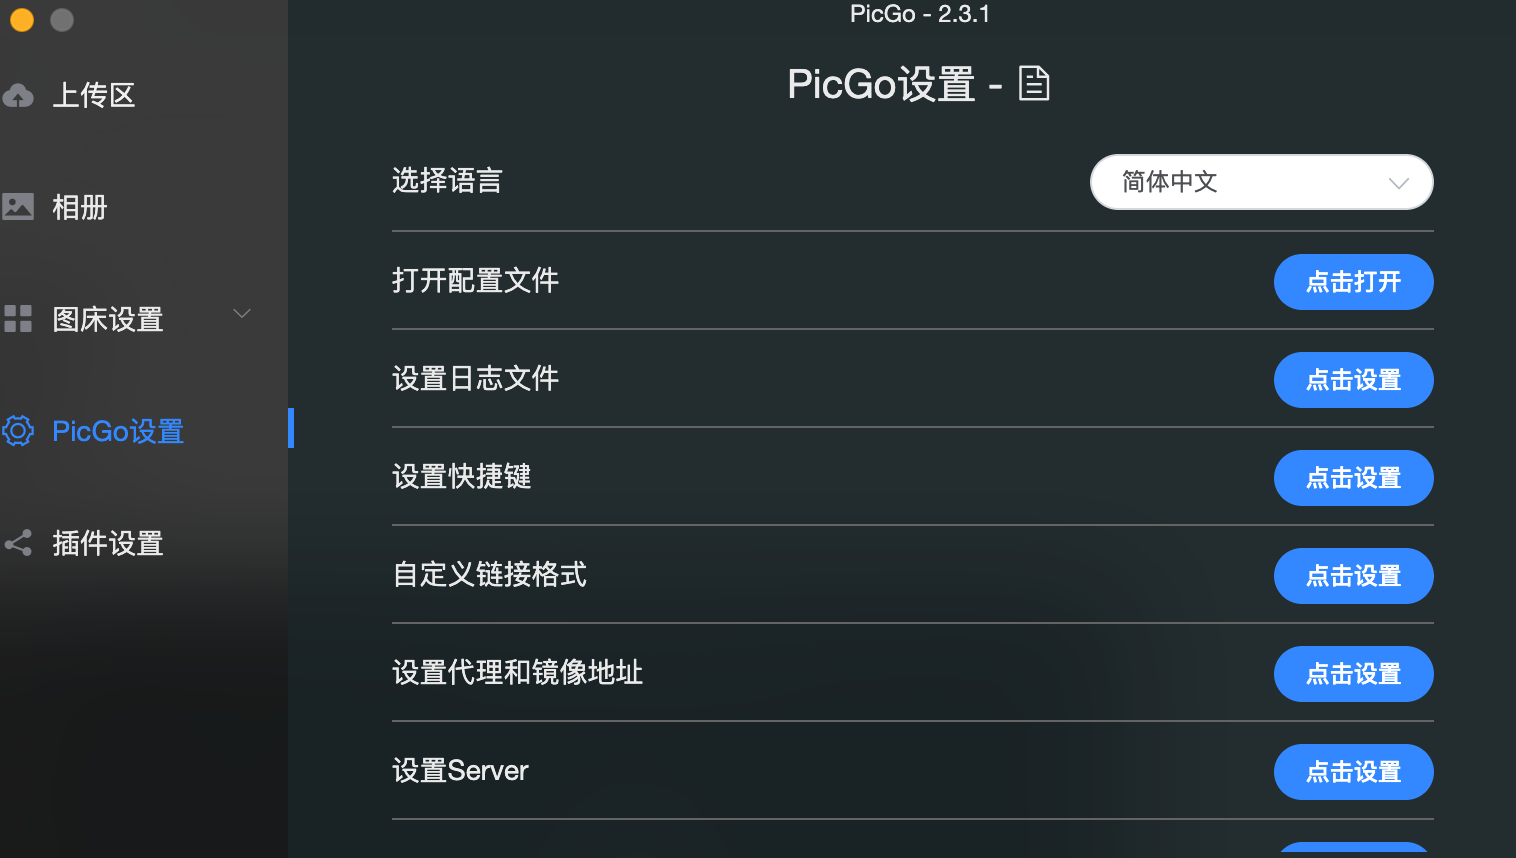 PicGo - 2.3.1
上传区
相册
图床设置
PicGo设置
插件设置
PicGo设置 -
选择语言
简体中文
打开配置文件
点击打开
设置日志文件
点击设置
设置快捷键
点击设置
自定义链接格式
点击设置
设置代理和镜像地址
点击设置
设置Server
点击设置